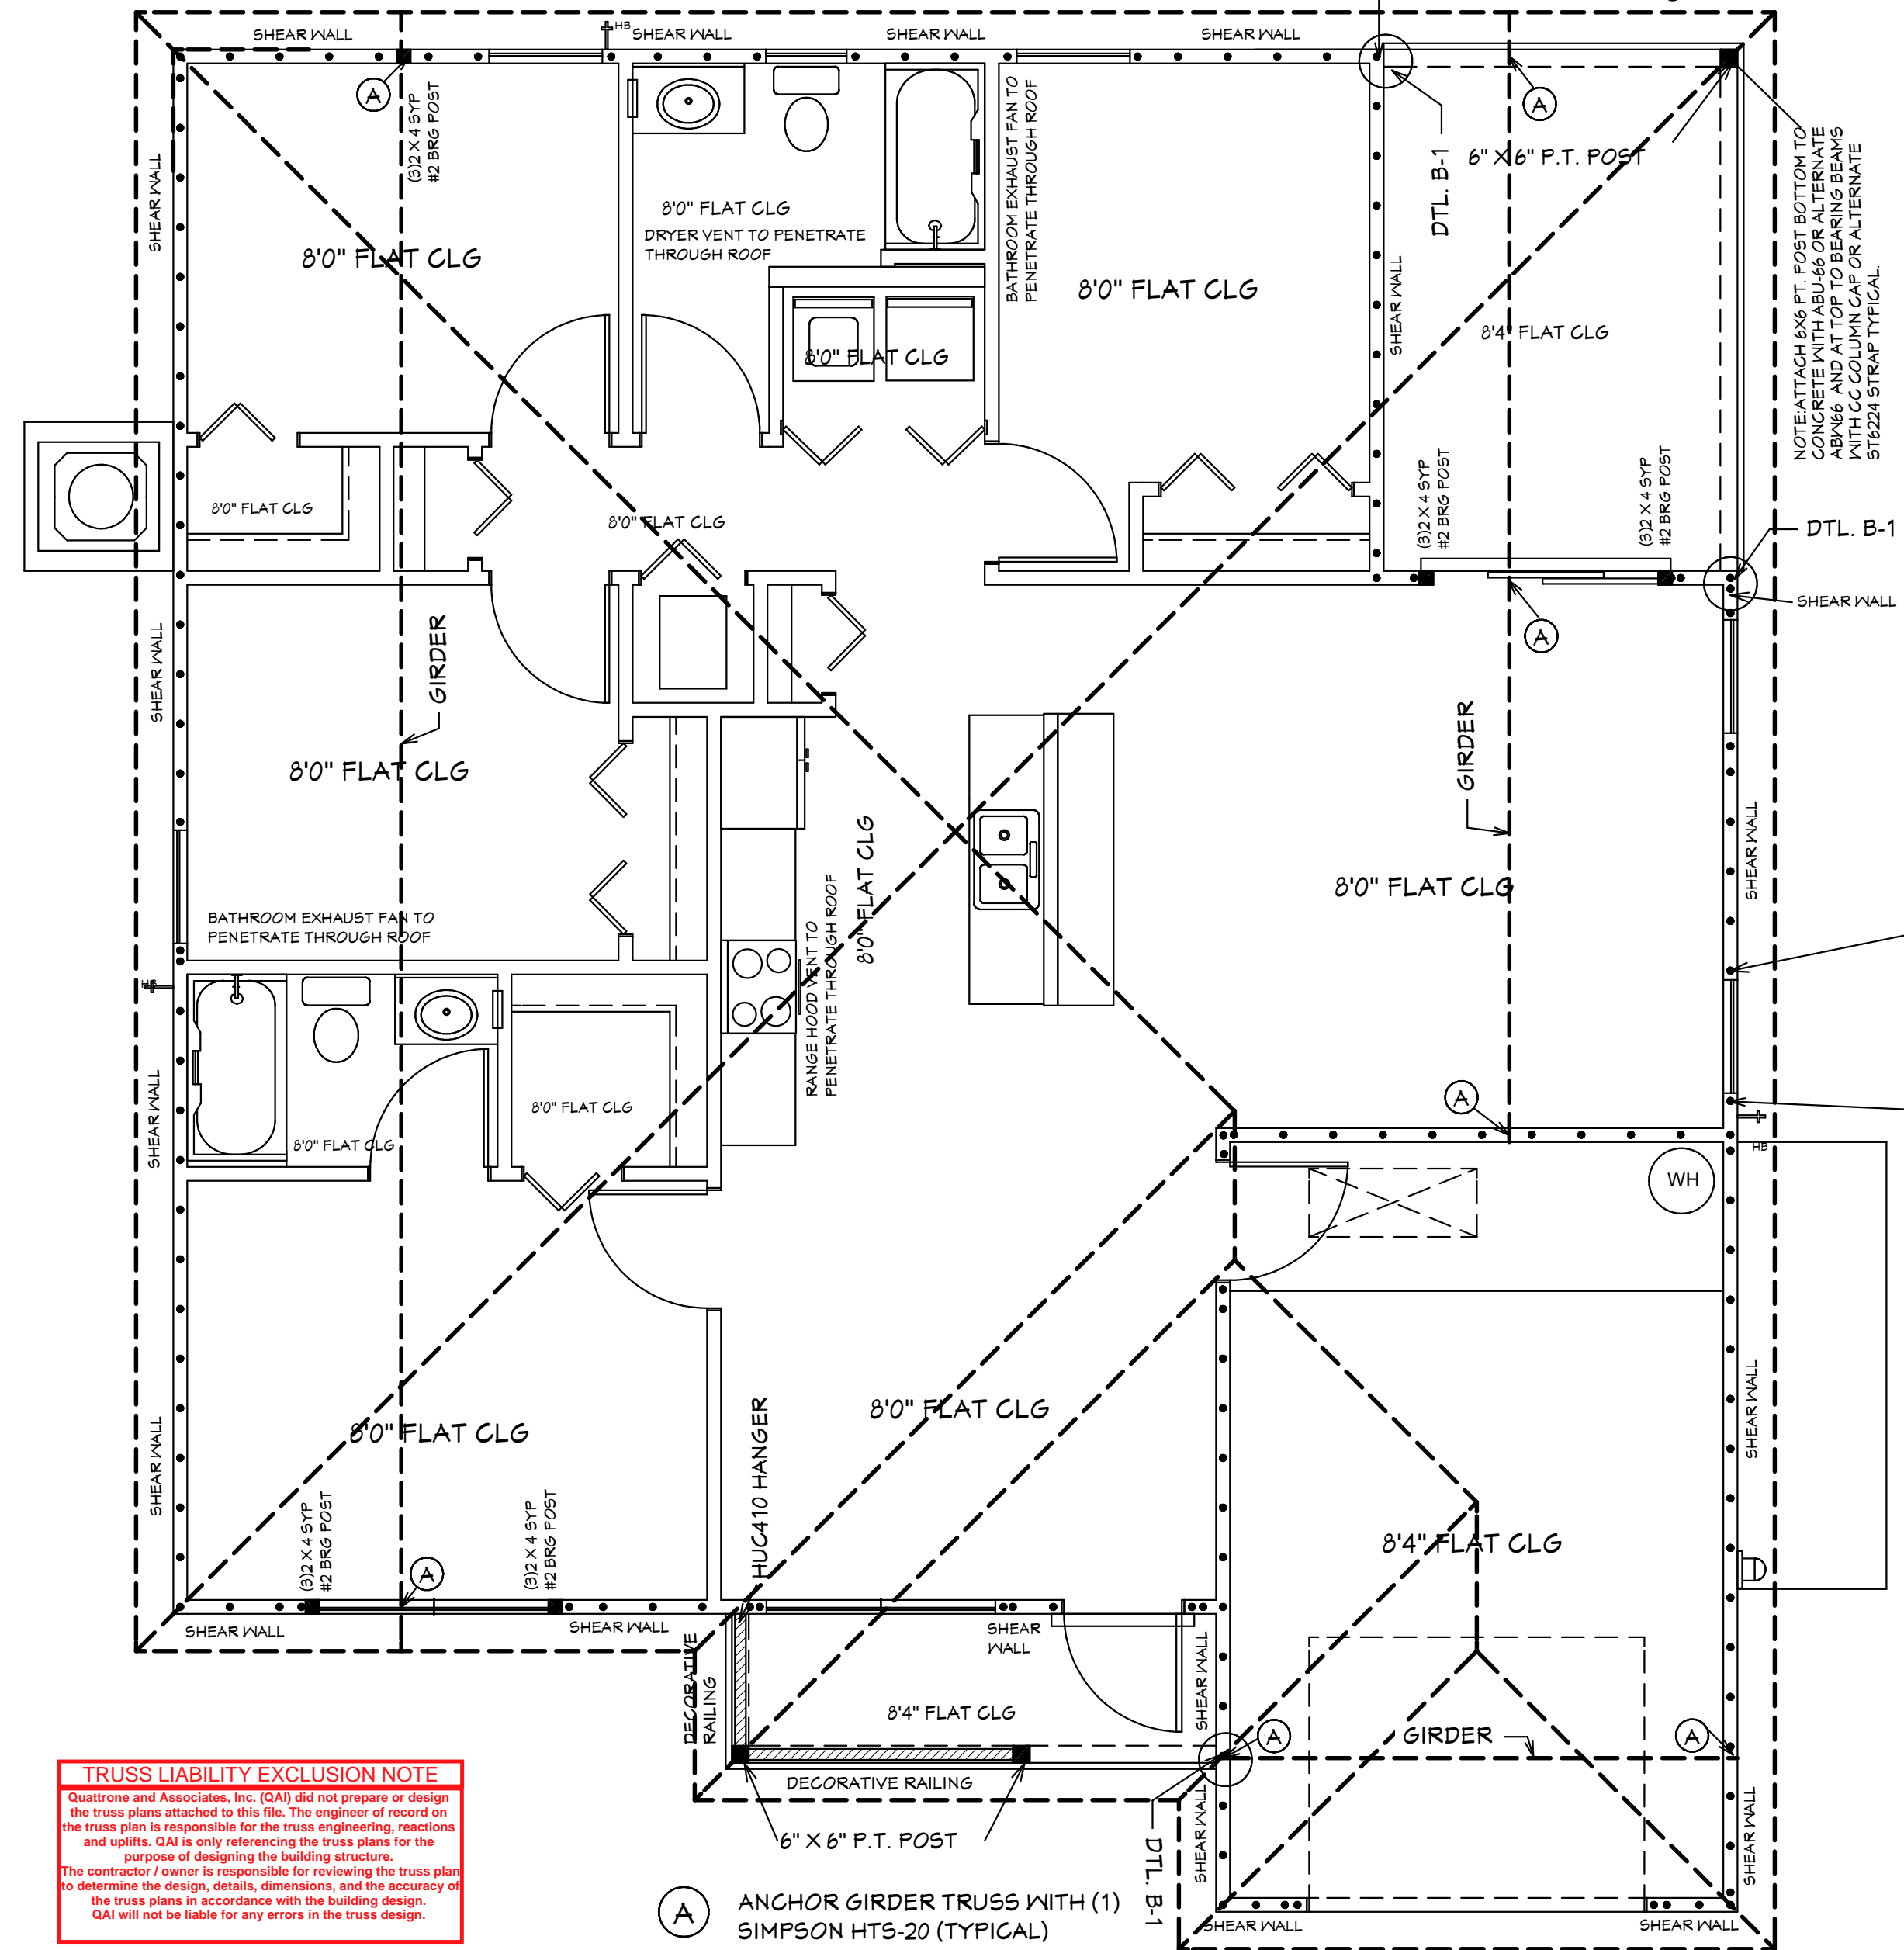 SHEAR WALL
HB
SHEAR WALL
SHEAR WALL
SHEAR WALL
A
(3)2 X 4 SYP
#2 BRG POST
SHEAR WALL
8'0" FLAT CLG
8'0" FLAT CLG
DRYER VENT TO PENETRATE
THROUGH ROOF
BATHROOM EXHAUST FAN TO
PENETRATE THROUGH ROOF
8'0" FLAT CLG
8'0" FLAT CLG
SHEAR WALL
DTL. B-1
A
6" X 6" P.T. POST
8'4" FLAT CLG
NOTE:ATTACH 6X6 PT. POST BOTTOM TO
CONCRETE WITH ABU-66 OR ALTERNATE
ABW66 AND AT TOP TO BEARING BEAMS
WITH CC COLUMN CAP OR ALTERNATE
ST6224 STRAP TYPICAL.
(3)2 X 4 SYP
#2 BRG POST
(3)2 X 4 SYP
#2 BRG POST
DTL. B-1
SHEAR WALL
A
8'0" FLAT CLG
8'0" FLAT CLG
SHEAR WALL
GIRDER
8'0" FLAT CLG
GIRDER
8'0" FLAT CLG
8'0" FLAT CLG
SHEAR WALL
BATHROOM EXHAUST FAN TO
PENETRATE THROUGH ROOF
RANGE HOOD VENT TO
PENETRATE THROUGH ROOF
HB
SHEAR WALL
8'0" FLAT CLG
8'0" FLAT CLG
A
HB
WH
SHEAR WALL
8'0" FLAT CLG
8'0" FLAT CLG
HUC410 HANGER
SHEAR WALL
8'4" FLAT CLG
(3)2 X 4 SYP
#2 BRG POST
(3)2 X 4 SYP
#2 BRG POST
A
SHEAR WALL
SHEAR WALL
SHEAR
WALL
DECORATIVE
RAILING
SHEAR WALL
8'4" FLAT CLG
A
GIRDER
A
DECORATIVE RAILING
6" X 6" P.T. POST
SHEAR WALL
DTL. B-1
SHEAR WALL
SHEAR WALL
SHEAR WALL
A
ANCHOR GIRDER TRUSS WITH (1)
SIMPSON HTS-20 (TYPICAL)
TRUSS LIABILITY EXCLUSION NOTE
Quattrone and Associates, Inc. (QAI) did not prepare or design
the truss plans attached to this file. The engineer of record on
the truss plan is responsible for the truss engineering, reactions
and uplifts. QAI is only referencing the truss plans for the
purpose of designing the building structure.
The contractor / owner is responsible for reviewing the truss plan
to determine the design, details, dimensions, and the accuracy of
the truss plans in accordance with the building design.
QAI will not be liable for any errors in the truss design.